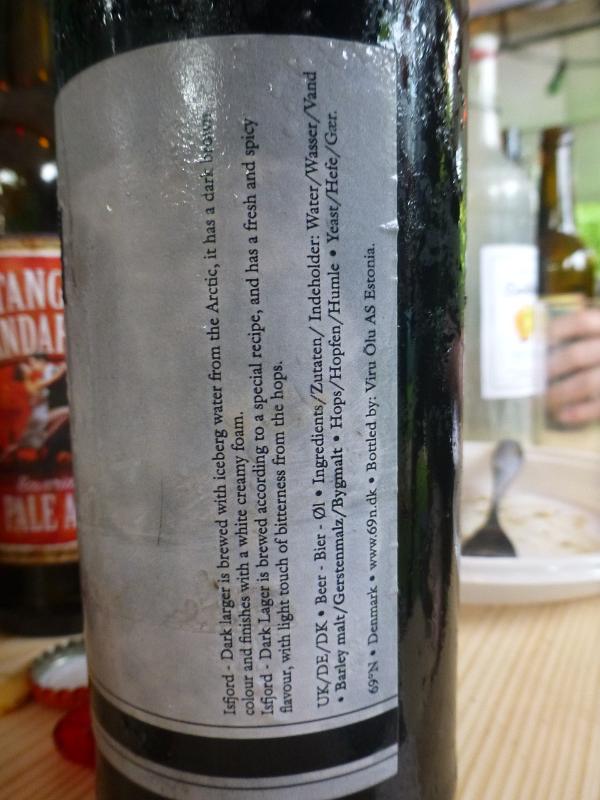 Isfjord - Dark larger is brewed with iceberg water from the Arctic, it has a dark brown
colour and finishes with a white creamy foam.
Isfjord - Dark Lager is brewed according to a special recipe, and has a fresh and spicy
flavour, with light touch of bitterness from the hops.
UK/DE/DK • Beer - Bier - Øl • Ingredients/Zutaten/ Indeholder: Water/Wasser/Vand
• Barley malt/Gerstenmalz/Bygmalt • Hops/Hopfen/Humle • Yeast/Hefe/Gær.
69°N • Denmark • www.69n.dk • Bottled by: Viru Õlu AS Estonia.
PALE